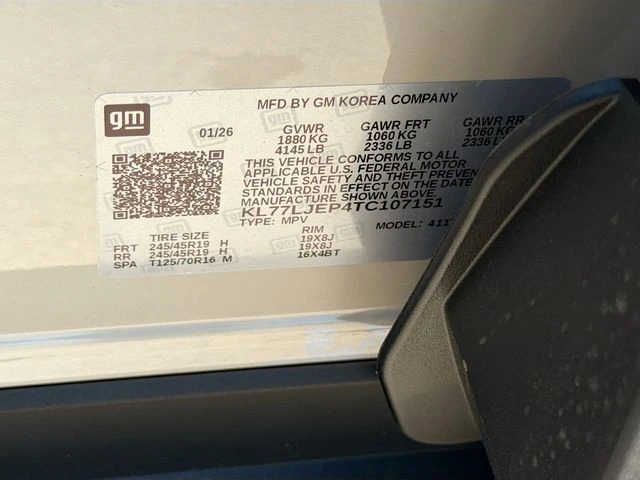 gm
MFD BY GM KOREA COMPANY
01/26 GVWR GAWR FRT GAWR RR
1880 KG 1060 KG 1060 KG
4145 LB 2336 LB 2336 LB
THIS VEHICLE CONFORMS TO ALL
APPLICABLE U.S. FEDERAL MOTOR
VEHICLE SAFETY AND THEFT PREVENTION
STANDARDS IN EFFECT ON THE DATE
MANUFACTURE SHOWN ABOVE
KL77LJEP4TC107151
TYPE: MPV MODEL:
TIRE SIZE RIM
FRT 245/45R19 H 19X8J
RR 245/45R19 H 19X8J
SPA T125/70R16 M 16X4BT